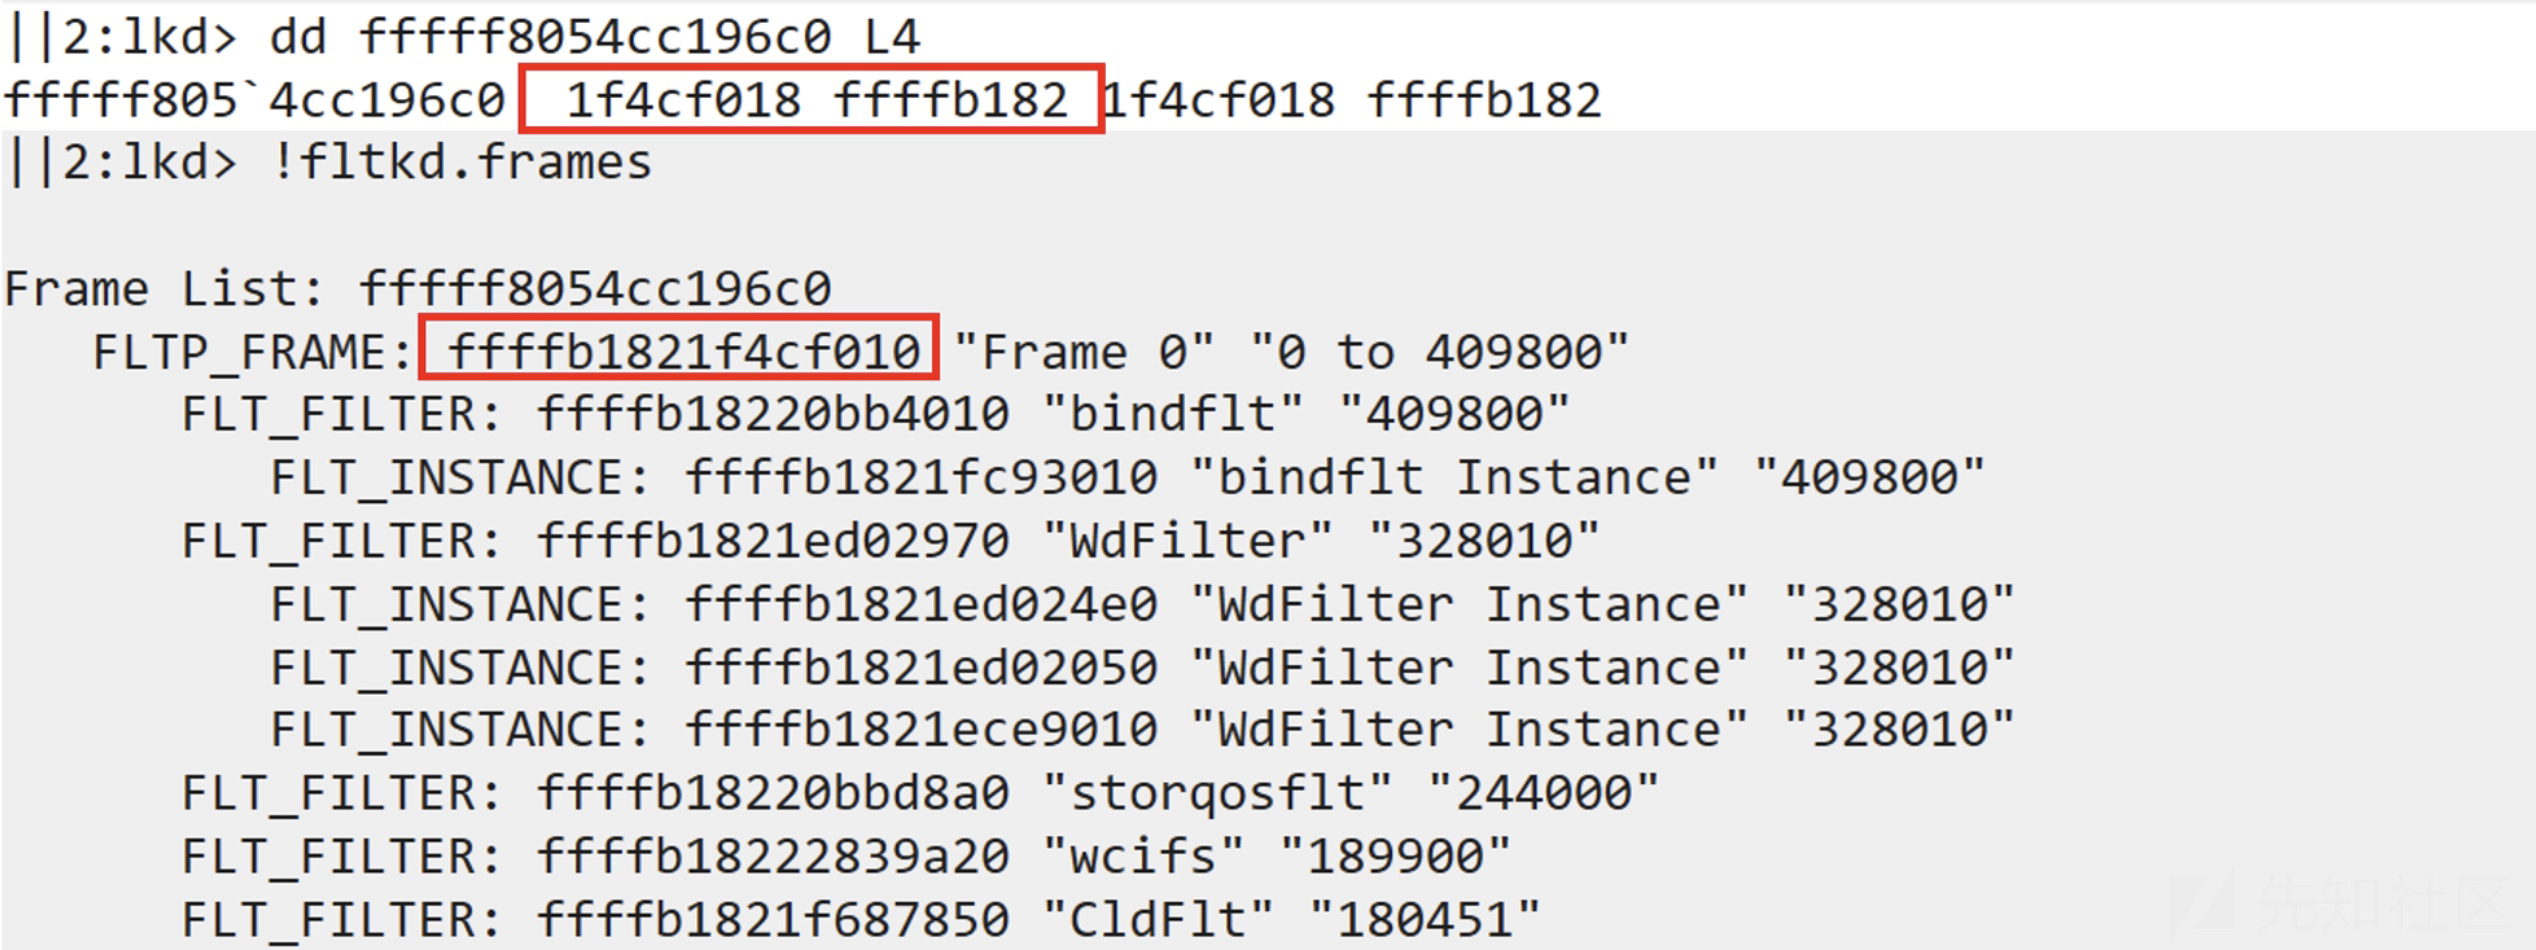 ||2:lkd> dd fffff8054cc196c0 L4
fffff805`4cc196c0  1f4cf018 ffffb182 1f4cf018 ffffb182
||2:lkd> !fltkd.frames
Frame List: fffff8054cc196c0
FLTP_FRAME: ffffb1821f4cf010 "Frame 0" "0 to 409800"
FLT_FILTER: ffffb18220bb4010 "bindflt" "409800"
FLT_INSTANCE: ffffb1821fc93010 "bindflt Instance" "409800"
FLT_FILTER: ffffb1821ed02970 "WdFilter" "328010"
FLT_INSTANCE: ffffb1821ed024e0 "WdFilter Instance" "328010"
FLT_INSTANCE: ffffb1821ed02050 "WdFilter Instance" "328010"
FLT_INSTANCE: ffffb1821ece9010 "WdFilter Instance" "328010"
FLT_FILTER: ffffb18220bbd8a0 "storqosflt" "244000"
FLT_FILTER: ffffb18222839a20 "wcifs" "189900"
FLT_FILTER: ffffb1821f687850 "CldFlt" "180451"
先知社区